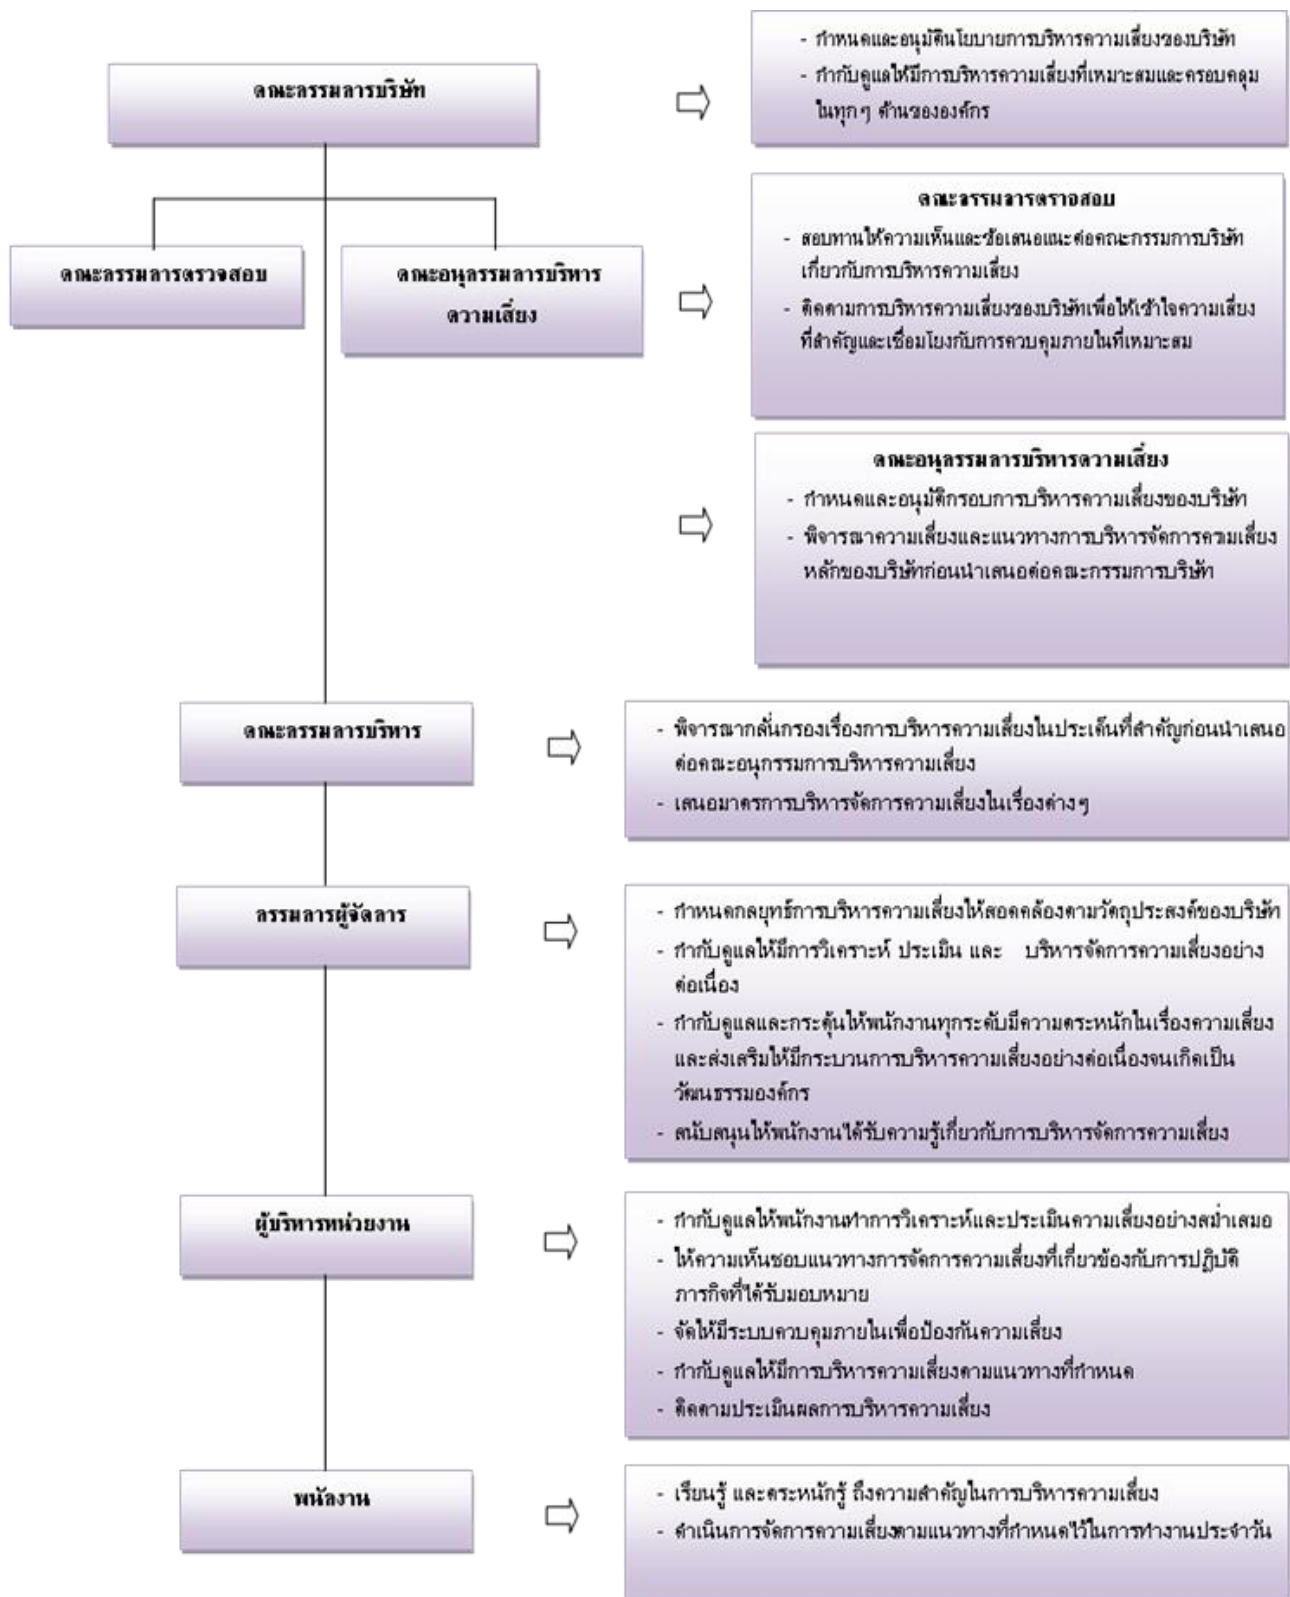 คณะกรรมการบริษัท
- กำหนดและอนุมัตินโยบายการบริหารความเสี่ยงของบริษัท
- กำกับดูแลให้มีการบริหารความเสี่ยงที่เหมาะสมและครอบคลุม
ในทุกๆ ด้านขององค์กร
คณะกรรมการตรวจสอบ
คณะอนุกรรมการบริหาร
ความเสี่ยง
คณะกรรมการตรวจสอบ
- สอบทานให้ความเห็นและข้อเสนอแนะต่อคณะกรรมการบริษัท
เกี่ยวกับการบริหารความเสี่ยง
- ติดตามการบริหารความเสี่ยงของบริษัทเพื่อให้เข้าใจความเสี่ยง
ที่สำคัญและเชื่อมโยงกับการควบคุมภายในที่เหมาะสม
คณะอนุกรรมการบริหารความเสี่ยง
- กำหนดและอนุมัติกรอบการบริหารความเสี่ยงของบริษัท
- พิจารณาความเสี่ยงและแนวทางการบริหารจัดการความเสี่ยง
หลักของบริษัทก่อนนำเสนอต่อคณะกรรมการบริษัท
คณะกรรมการบริหาร
- พิจารณากลั่นกรองเรื่องการบริหารความเสี่ยงในประเด็นที่สำคัญก่อนนำเสนอ
ต่อคณะอนุกรรมการบริหารความเสี่ยง
- เสนอมาตรการบริหารจัดการความเสี่ยงในเรื่องต่างๆ
กรรมการผู้จัดการ
- กำหนดกลยุทธ์การบริหารความเสี่ยงให้สอดคล้องตามวัตถุประสงค์ของบริษัท
- กำกับดูแลให้มีการวิเคราะห์ ประเมิน และ บริหารจัดการความเสี่ยงอย่าง
ต่อเนื่อง
- กำกับดูแลและกระตุ้นให้พนักงานทุกระดับมีความตระหนักในเรื่องความเสี่ยง
และส่งเสริมให้มีกระบวนการบริหารความเสี่ยงอย่างต่อเนื่องจนเกิดเป็น
วัฒนธรรมองค์กร
- สนับสนุนให้พนักงานได้รับความรู้เกี่ยวกับการบริหารจัดการความเสี่ยง
ผู้บริหารหน่วยงาน
- กำกับดูแลให้พนักงานทำการวิเคราะห์และประเมินความเสี่ยงอย่างสม่ำเสมอ
- ให้ความเห็นชอบแนวทางการจัดการความเสี่ยงที่เกี่ยวข้องกับการปฏิบัติ
ภารกิจที่ได้รับมอบหมาย
- จัดให้มีระบบควบคุมภายในเพื่อป้องกันความเสี่ยง
- กำกับดูแลให้มีการบริหารความเสี่ยงตามแนวทางที่กำหนด
- ติดตามประเมินผลการบริหารความเสี่ยง
พนักงาน
- เรียนรู้ และตระหนักรู้ ถึงความสำคัญในการบริหารความเสี่ยง
- ดำเนินการจัดการความเสี่ยงตามแนวทางที่กำหนดไว้ในการทำงานประจำวัน